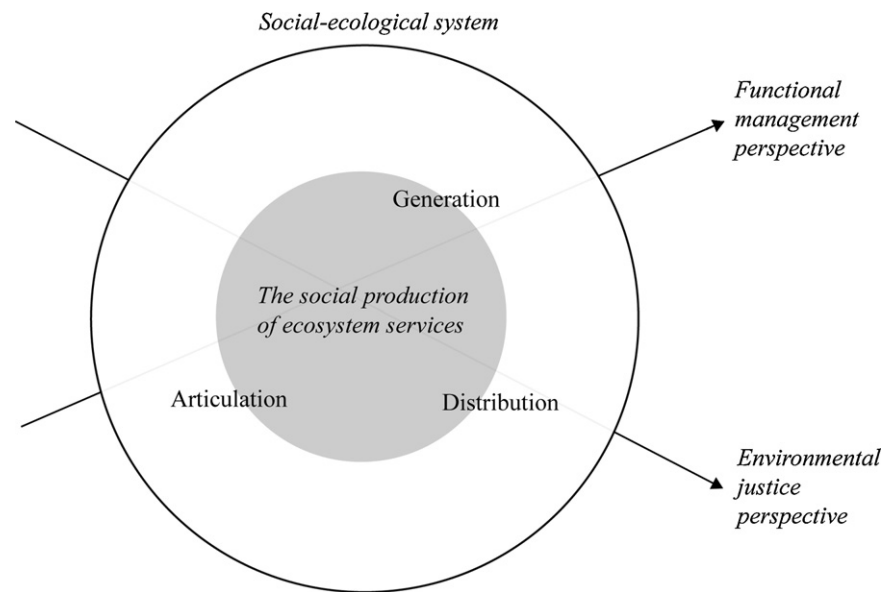 Social-ecological system
Functional
management
perspective
Generation
The social production
of ecosystem services
Articulation
Distribution
Environmental
justice
perspective